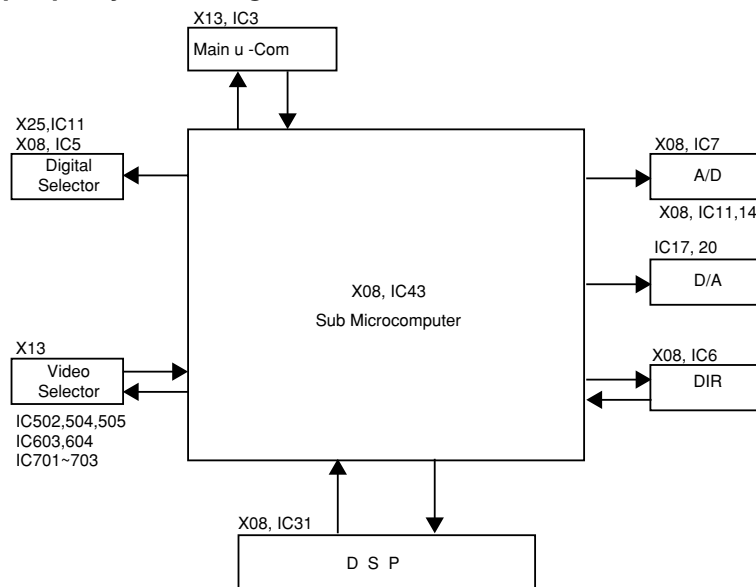 X13, IC3
Main u -Com
X25,IC11
X08, IC5
Digital
Selector
X08, IC7
A/D
X08, IC11,14
IC17, 20
D/A
X08, IC43
Sub Microcomputer
X13
Video
Selector
IC502,504,505
IC603,604
IC701~703
X08, IC6
DIR
X08, IC31
D S P